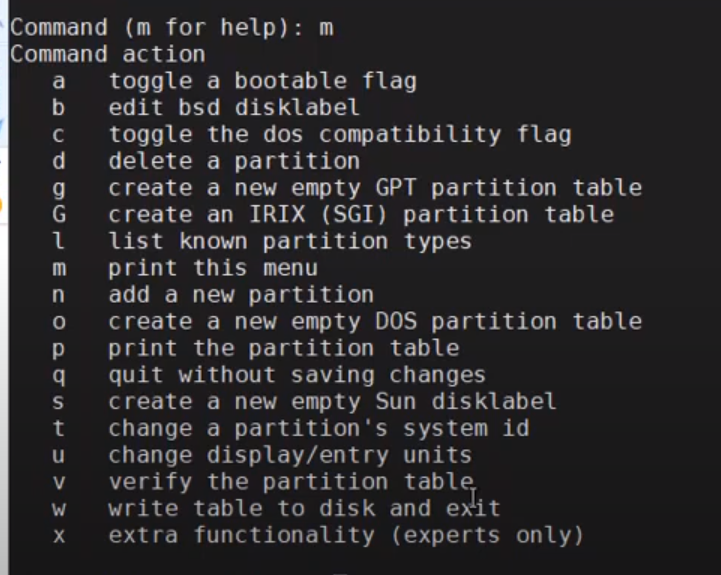 Command (m for help): m
Command action
a   toggle a bootable flag
b   edit bsd disklabel
c   toggle the dos compatibility flag
d   delete a partition
g   create a new empty GPT partition table
G   create an IRIX (SGI) partition table
l   list known partition types
m   print this menu
n   add a new partition
o   create a new empty DOS partition table
p   print the partition table
q   quit without saving changes
s   create a new empty Sun disklabel
t   change a partition's system id
u   change display/entry units
v   verify the partition table
w   write table to disk and exit
x   extra functionality (experts only)